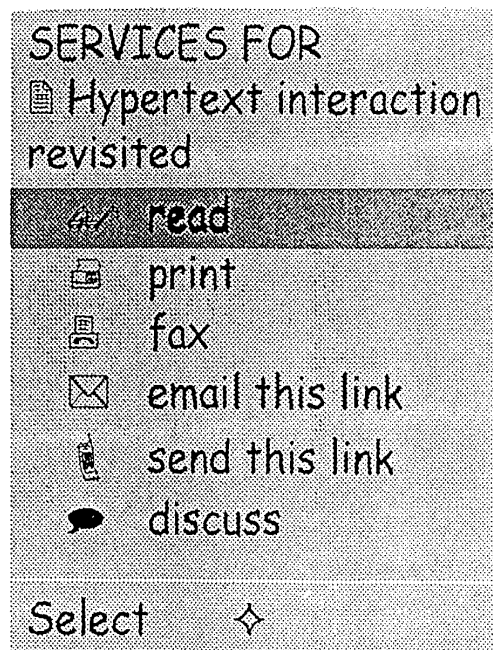 SERVICES FOR
Hypertext interaction
revisited
read
print
fax
email this link
send this link
discuss
Select